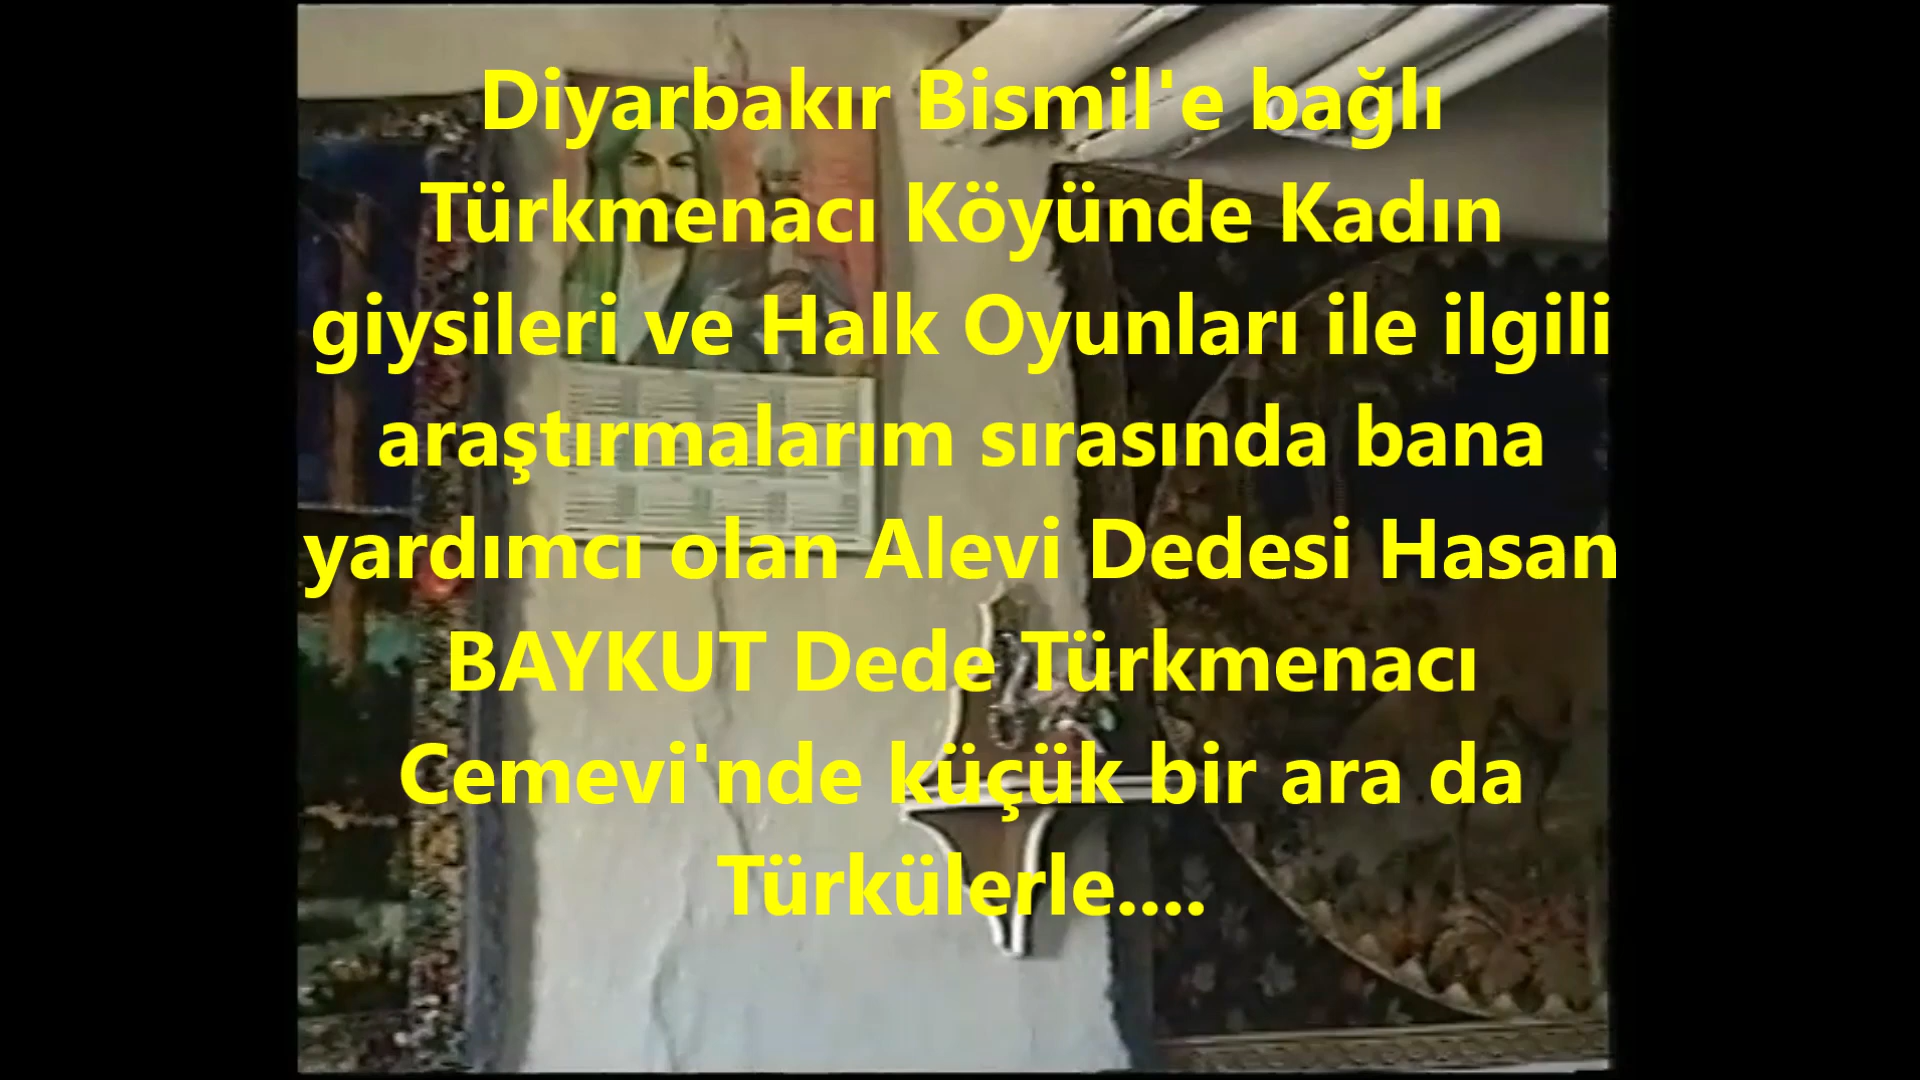 Diyarbakır Bismil'e bağlı
Türkmenacı Köyünde Kadın
giysileri ve Halk Oyunları ile ilgili
araştırmalarım sırasında bana
yardımcı olan Alevi Dedesi Hasan
BAYKUT Dede Türkmenacı
Cemevi'nde küçük bir ara da
Türkülerle....